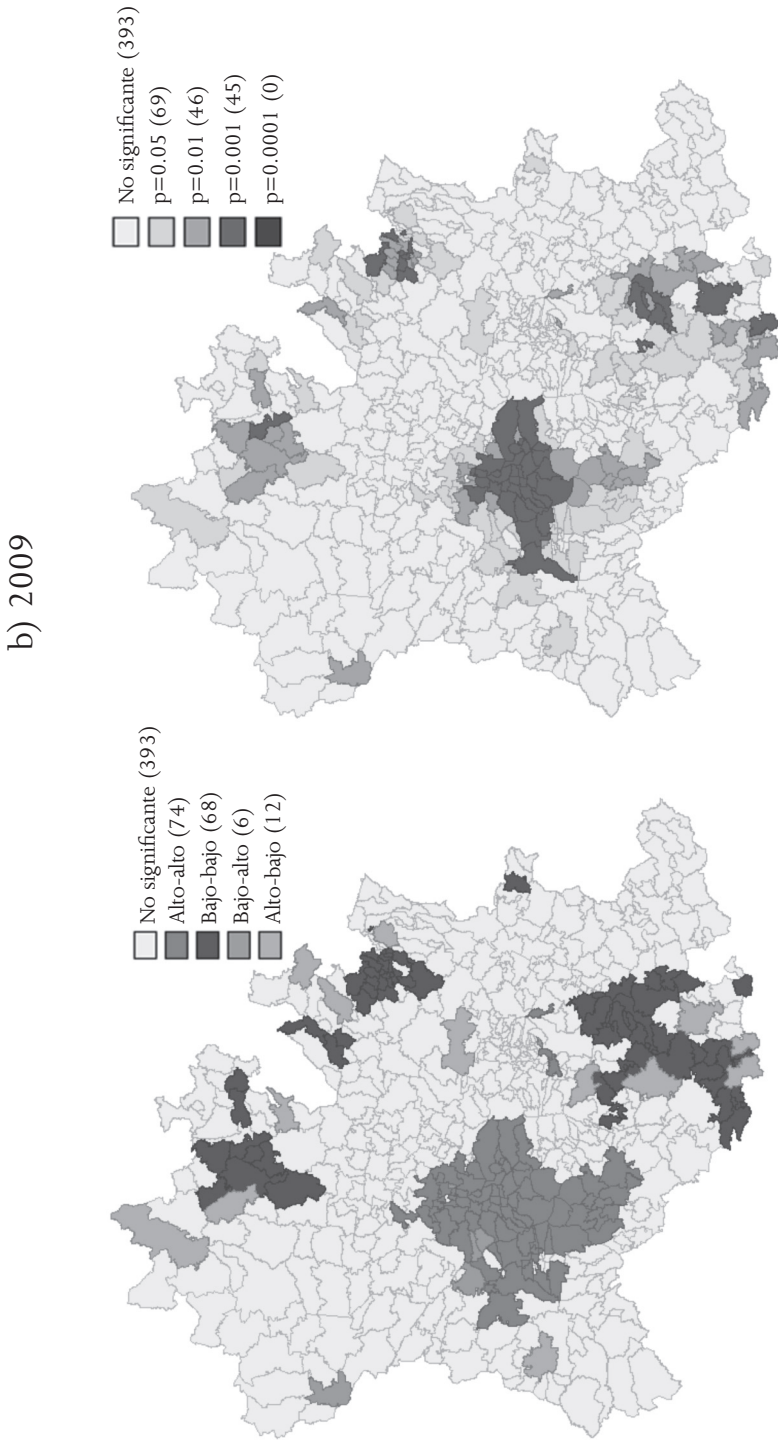 b) 2009
No significante (393)
Alto-alto (74)
Bajo-bajo (68)
Bajo-alto (6)
Alto-bajo (12)
No significante (393)
p=0.05 (69)
p=0.01 (46)
p=0.001 (45)
p=0.0001 (0)